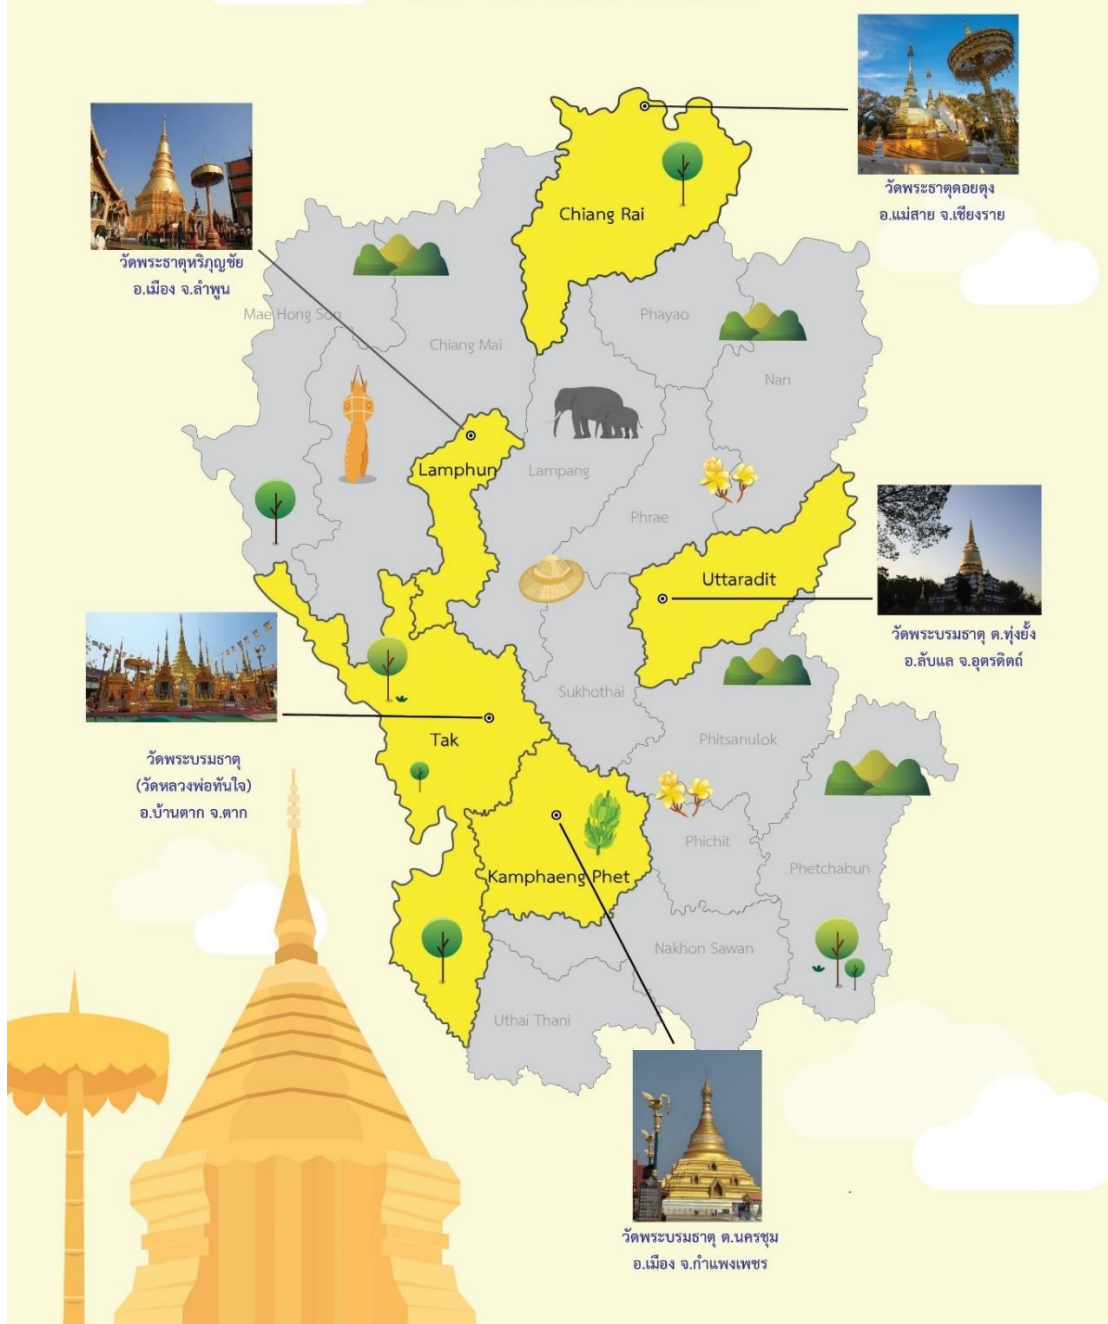 วัดพระธาตุดอยตุง
อ.แม่สาย จ.เชียงราย
Chiang Rai
วัดพระธาตุหริภุญชัย
อ.เมือง จ.ลำพูน
Mae Hong Son
Phayao
Chiang Mai
Nan
Lamphun
Lampang
Phrae
Uttaradit
วัดพระบรมธาตุ ต.ทุ่งยั้ง
อ.ลับแล จ.อุตรดิตถ์
Sukhothai
Tak
Phitsanulok
วัดพระบรมธาตุ
(วัดหลวงพ่อทันใจ)
อ.บ้านตาก จ.ตาก
Phichit
Phetchabun
Kamphaeng Phet
Nakhon Sawan
Uthai Thani
วัดพระบรมธาตุ ต.นครชุม
อ.เมือง จ.กำแพงเพชร